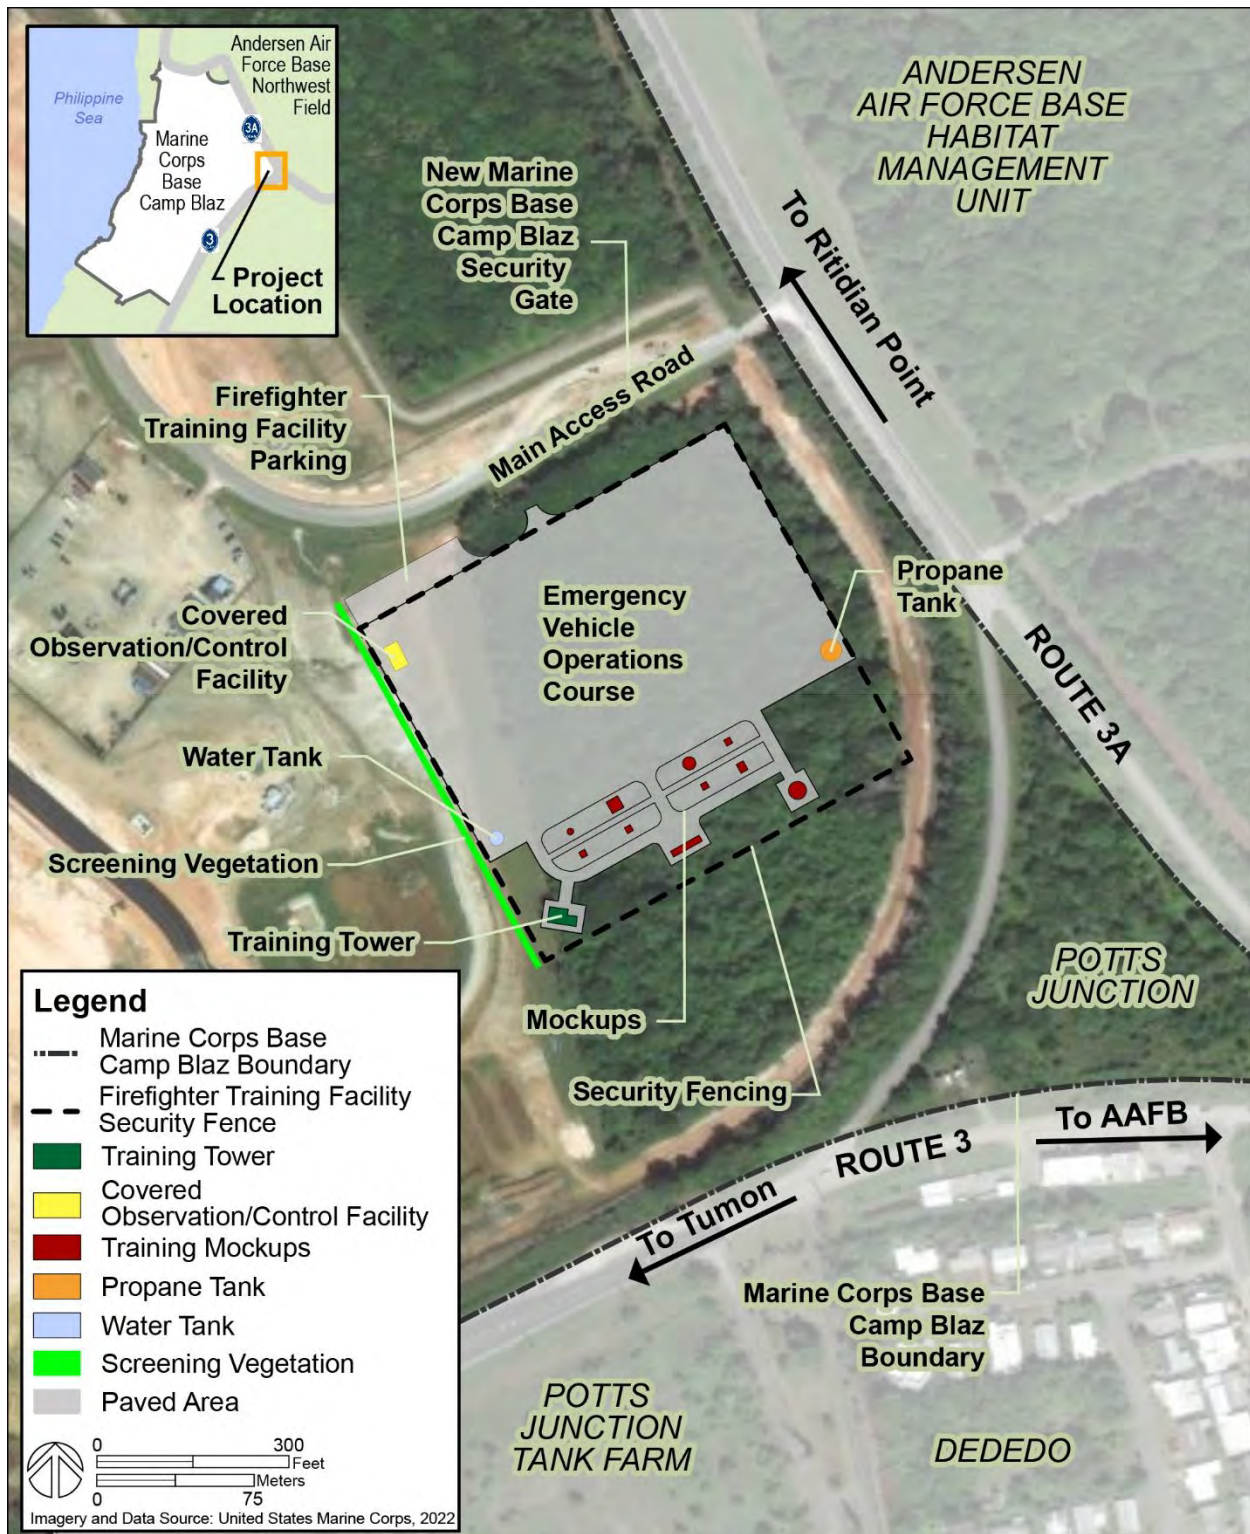 Andersen Air
Force Base
Northwest
Field
Philippine
Sea
3A
Marine
Corps
Base
Camp Blaz
3
Project
Location
ANDERSEN
AIR FORCE BASE
HABITAT
MANAGEMENT
UNIT
New Marine
Corps Base
Camp Blaz
Security
Gate
To Ritidian Point
Main Access Road
Firefighter
Training Facility
Parking
Propane
Tank
Emergency
Vehicle
Operations
Course
Covered
Observation/Control
Facility
ROUTE 3A
Water Tank
Screening Vegetation
Training Tower
POTTS
JUNCTION
Mockups
Security Fencing
To AAFB
ROUTE 3
To Tumon
Marine Corps Base
Camp Blaz
Boundary
POTTS
JUNCTION
TANK FARM
DEDEDO
Legend
Marine Corps Base
Camp Blaz Boundary
Firefighter Training Facility
Security Fence
Training Tower
Covered
Observation/Control Facility
Training Mockups
Propane Tank
Water Tank
Screening Vegetation
Paved Area
0 300
Feet
Meters
0 75
Imagery and Data Source: United States Marine Corps, 2022